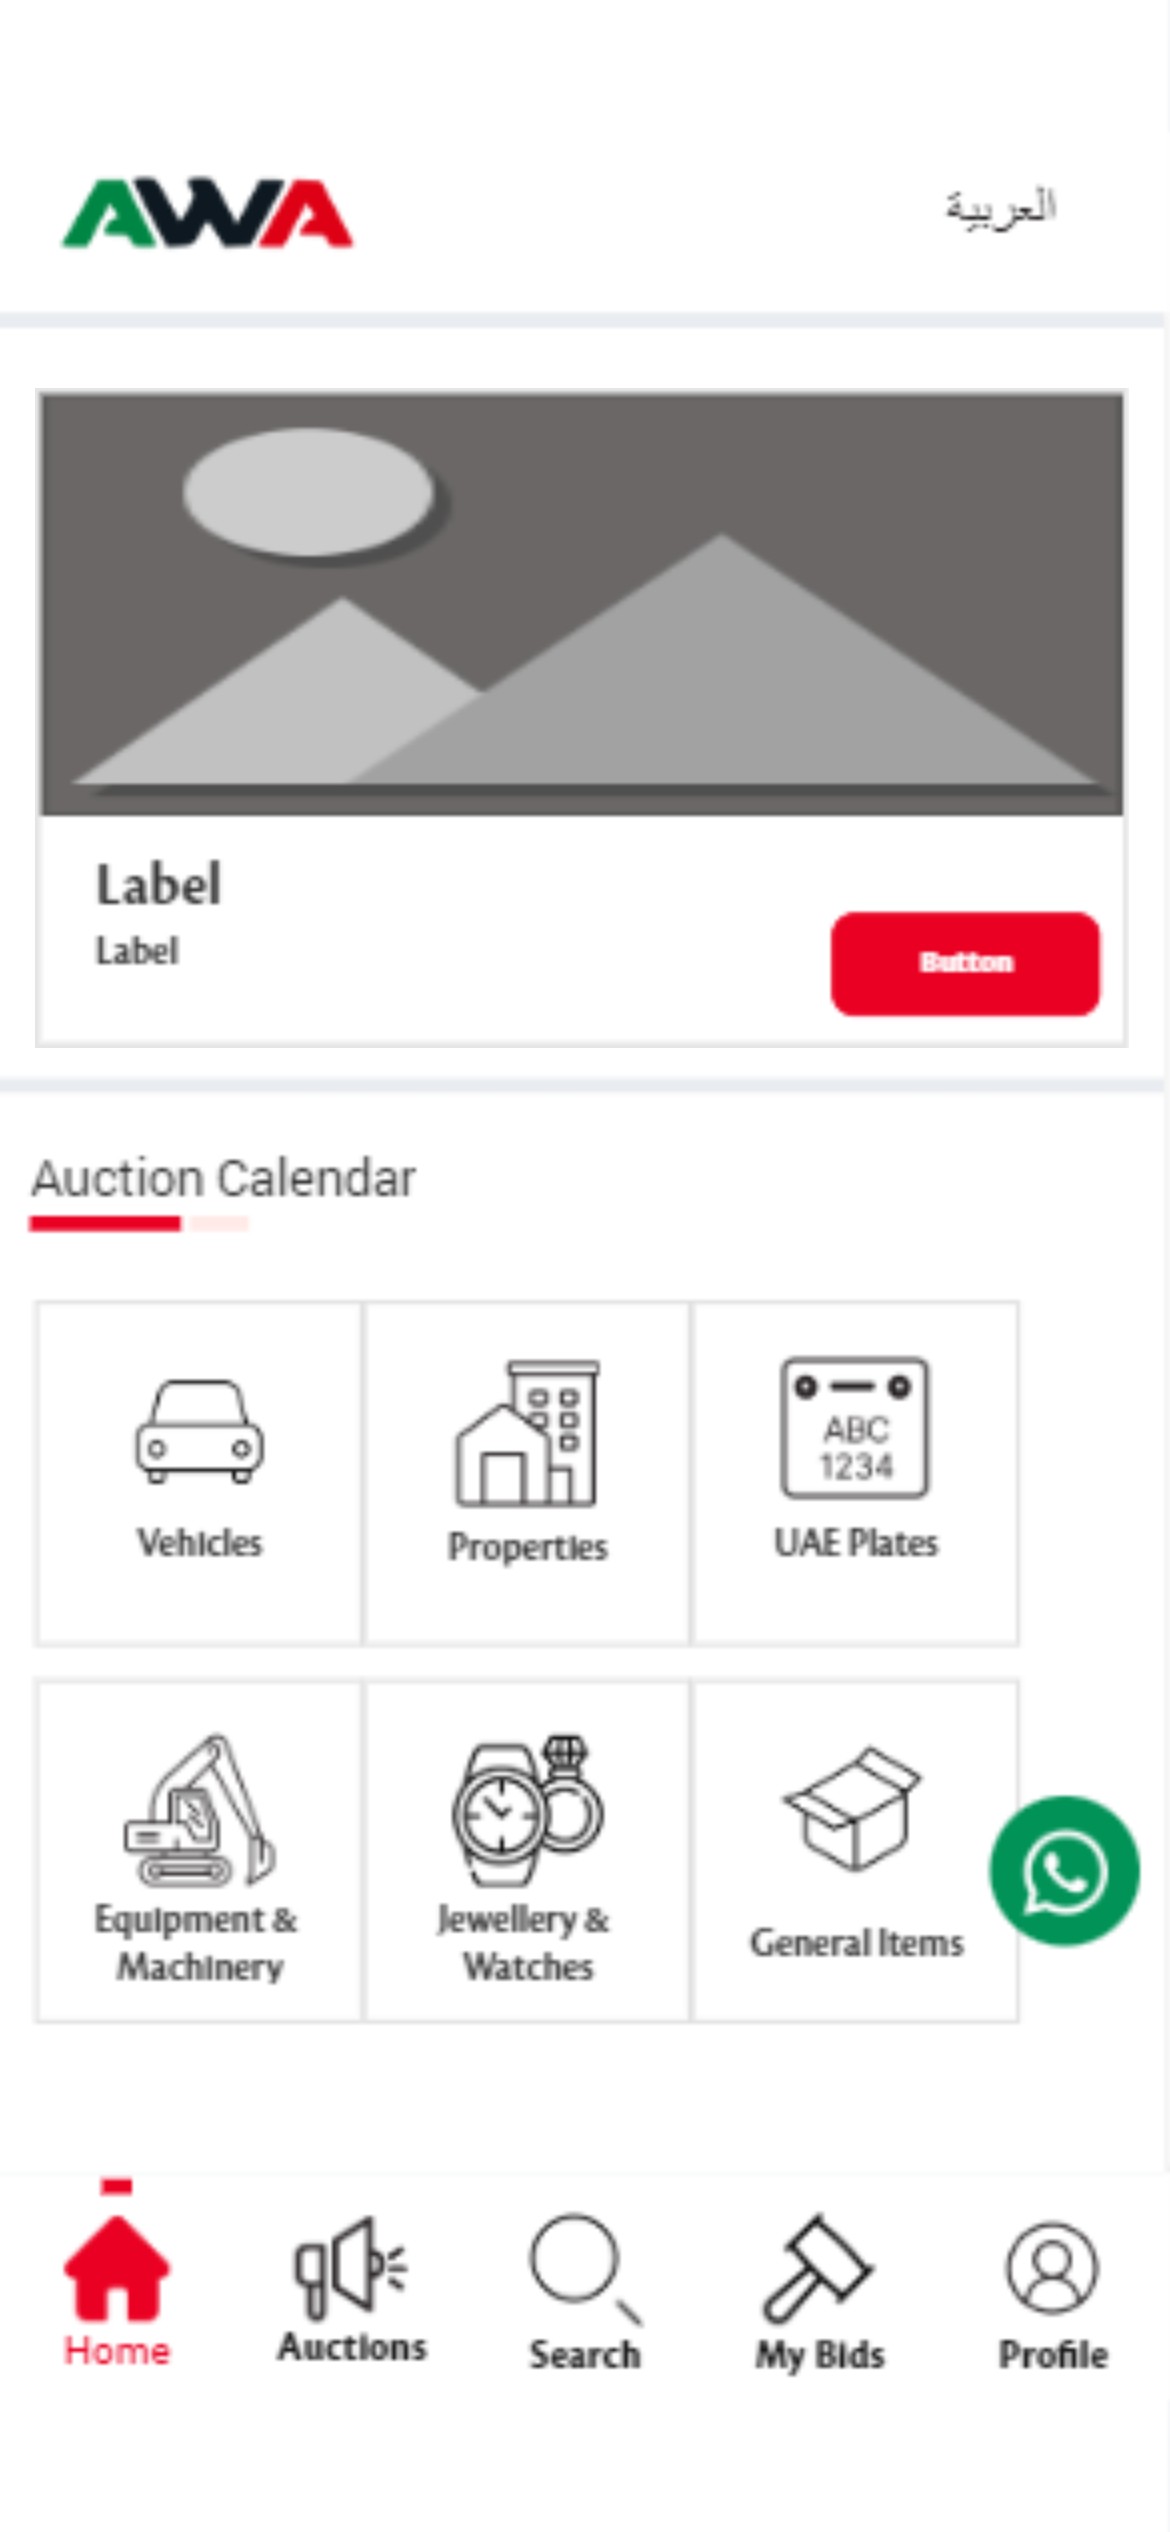 AWA
العربية
Label
Label
Button
Auction Calendar
Vehicles
Properties
UAE Plates
ABC
1234
Equipment &
Machinery
Jewellery &
Watches
General Items
Home
Auctions
Search
My Bids
Profile